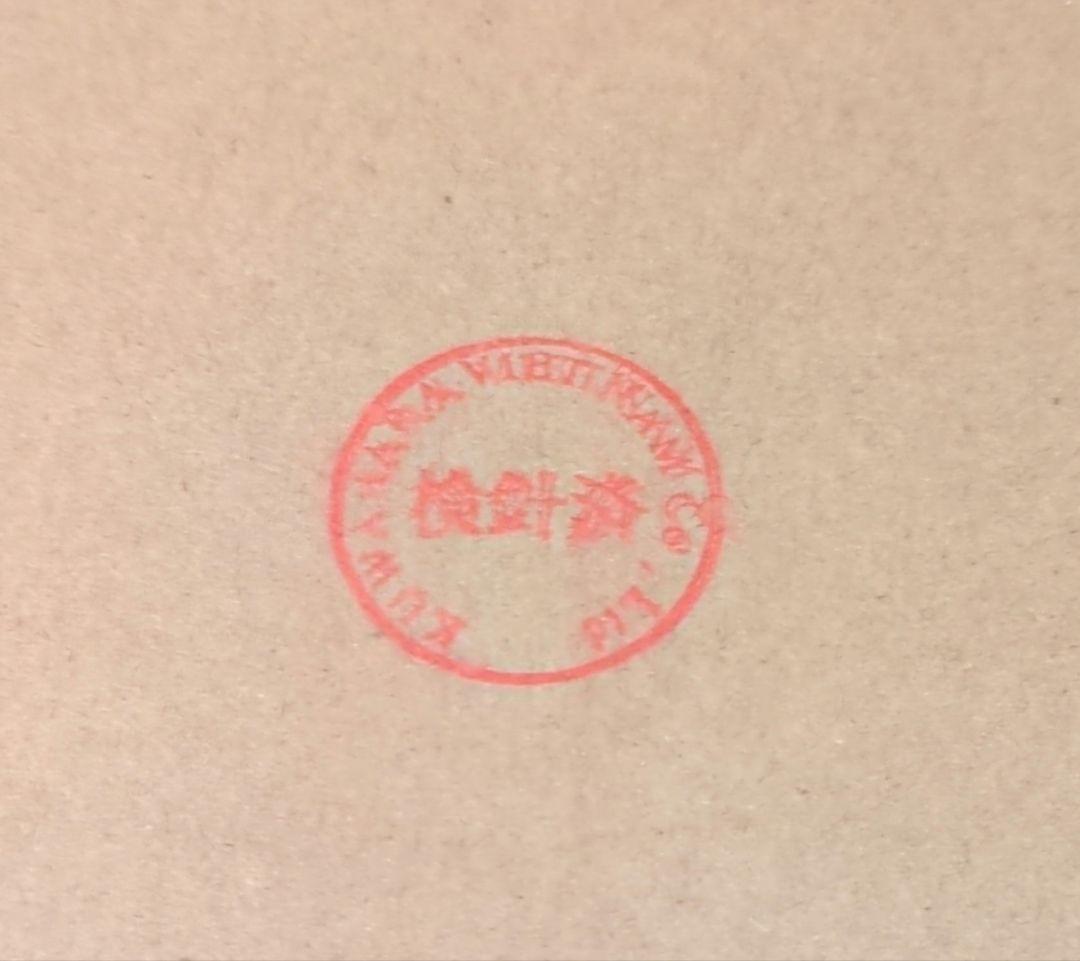 KUWAHARA VIETNAM Co., Ltd
検針済